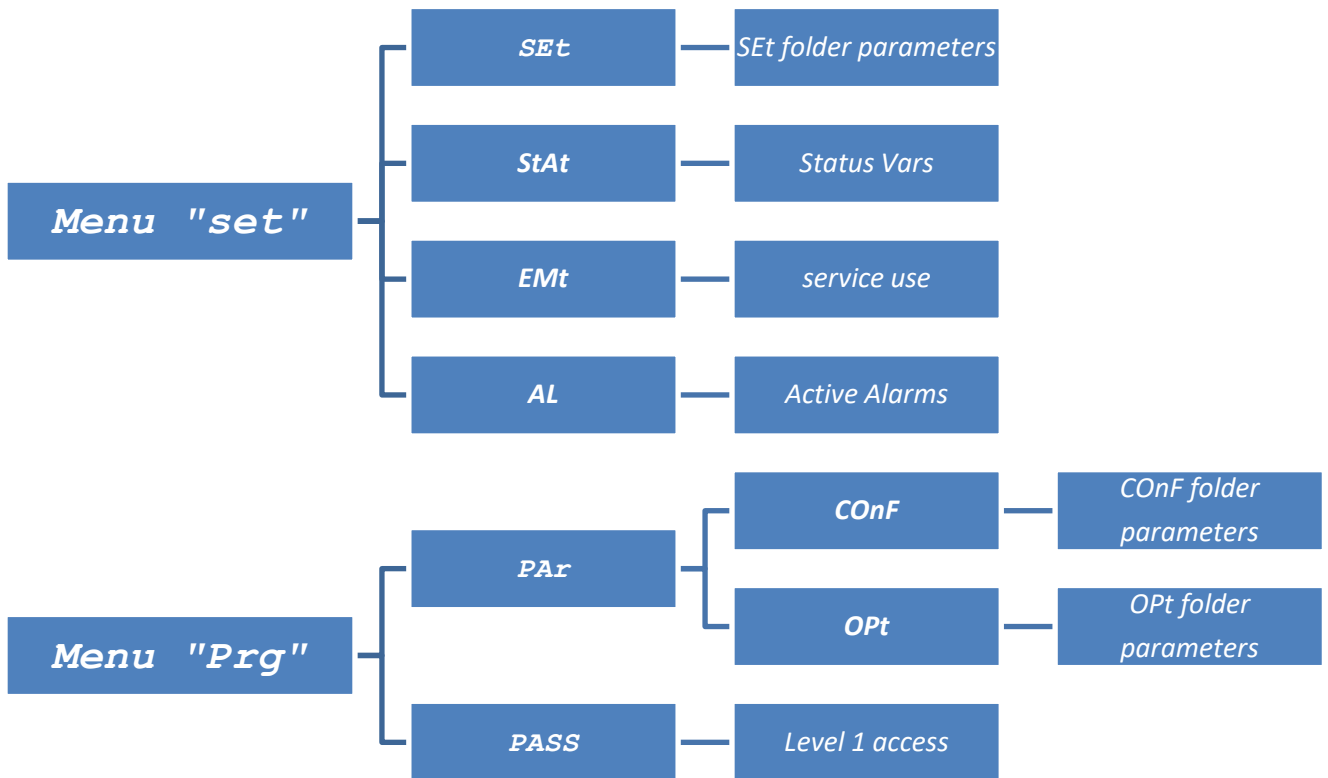 SEt
SEt folder parameters
StAt
Status Vars
Menu "set"
EMt
service use
AL
Active Alarms
COnF
COnF folder
parameters
PAr
OPt
OPt folder
parameters
Menu "Prg"
PASS
Level 1 access